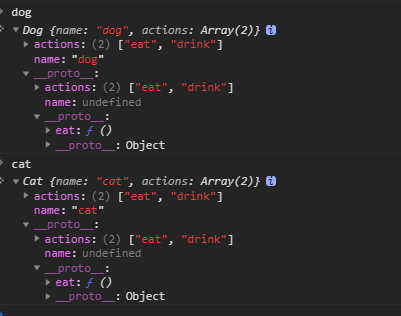 dog
Dog {name: "dog", actions: Array(2)} i
actions: (2) ["eat", "drink"]
name: "dog"
__proto__:
actions: (2) ["eat", "drink"]
name: undefined
__proto__:
eat: ƒ ()
__proto__: Object
cat
Cat {name: "cat", actions: Array(2)} i
actions: (2) ["eat", "drink"]
name: "cat"
__proto__:
actions: (2) ["eat", "drink"]
name: undefined
__proto__:
eat: ƒ ()
__proto__: Object